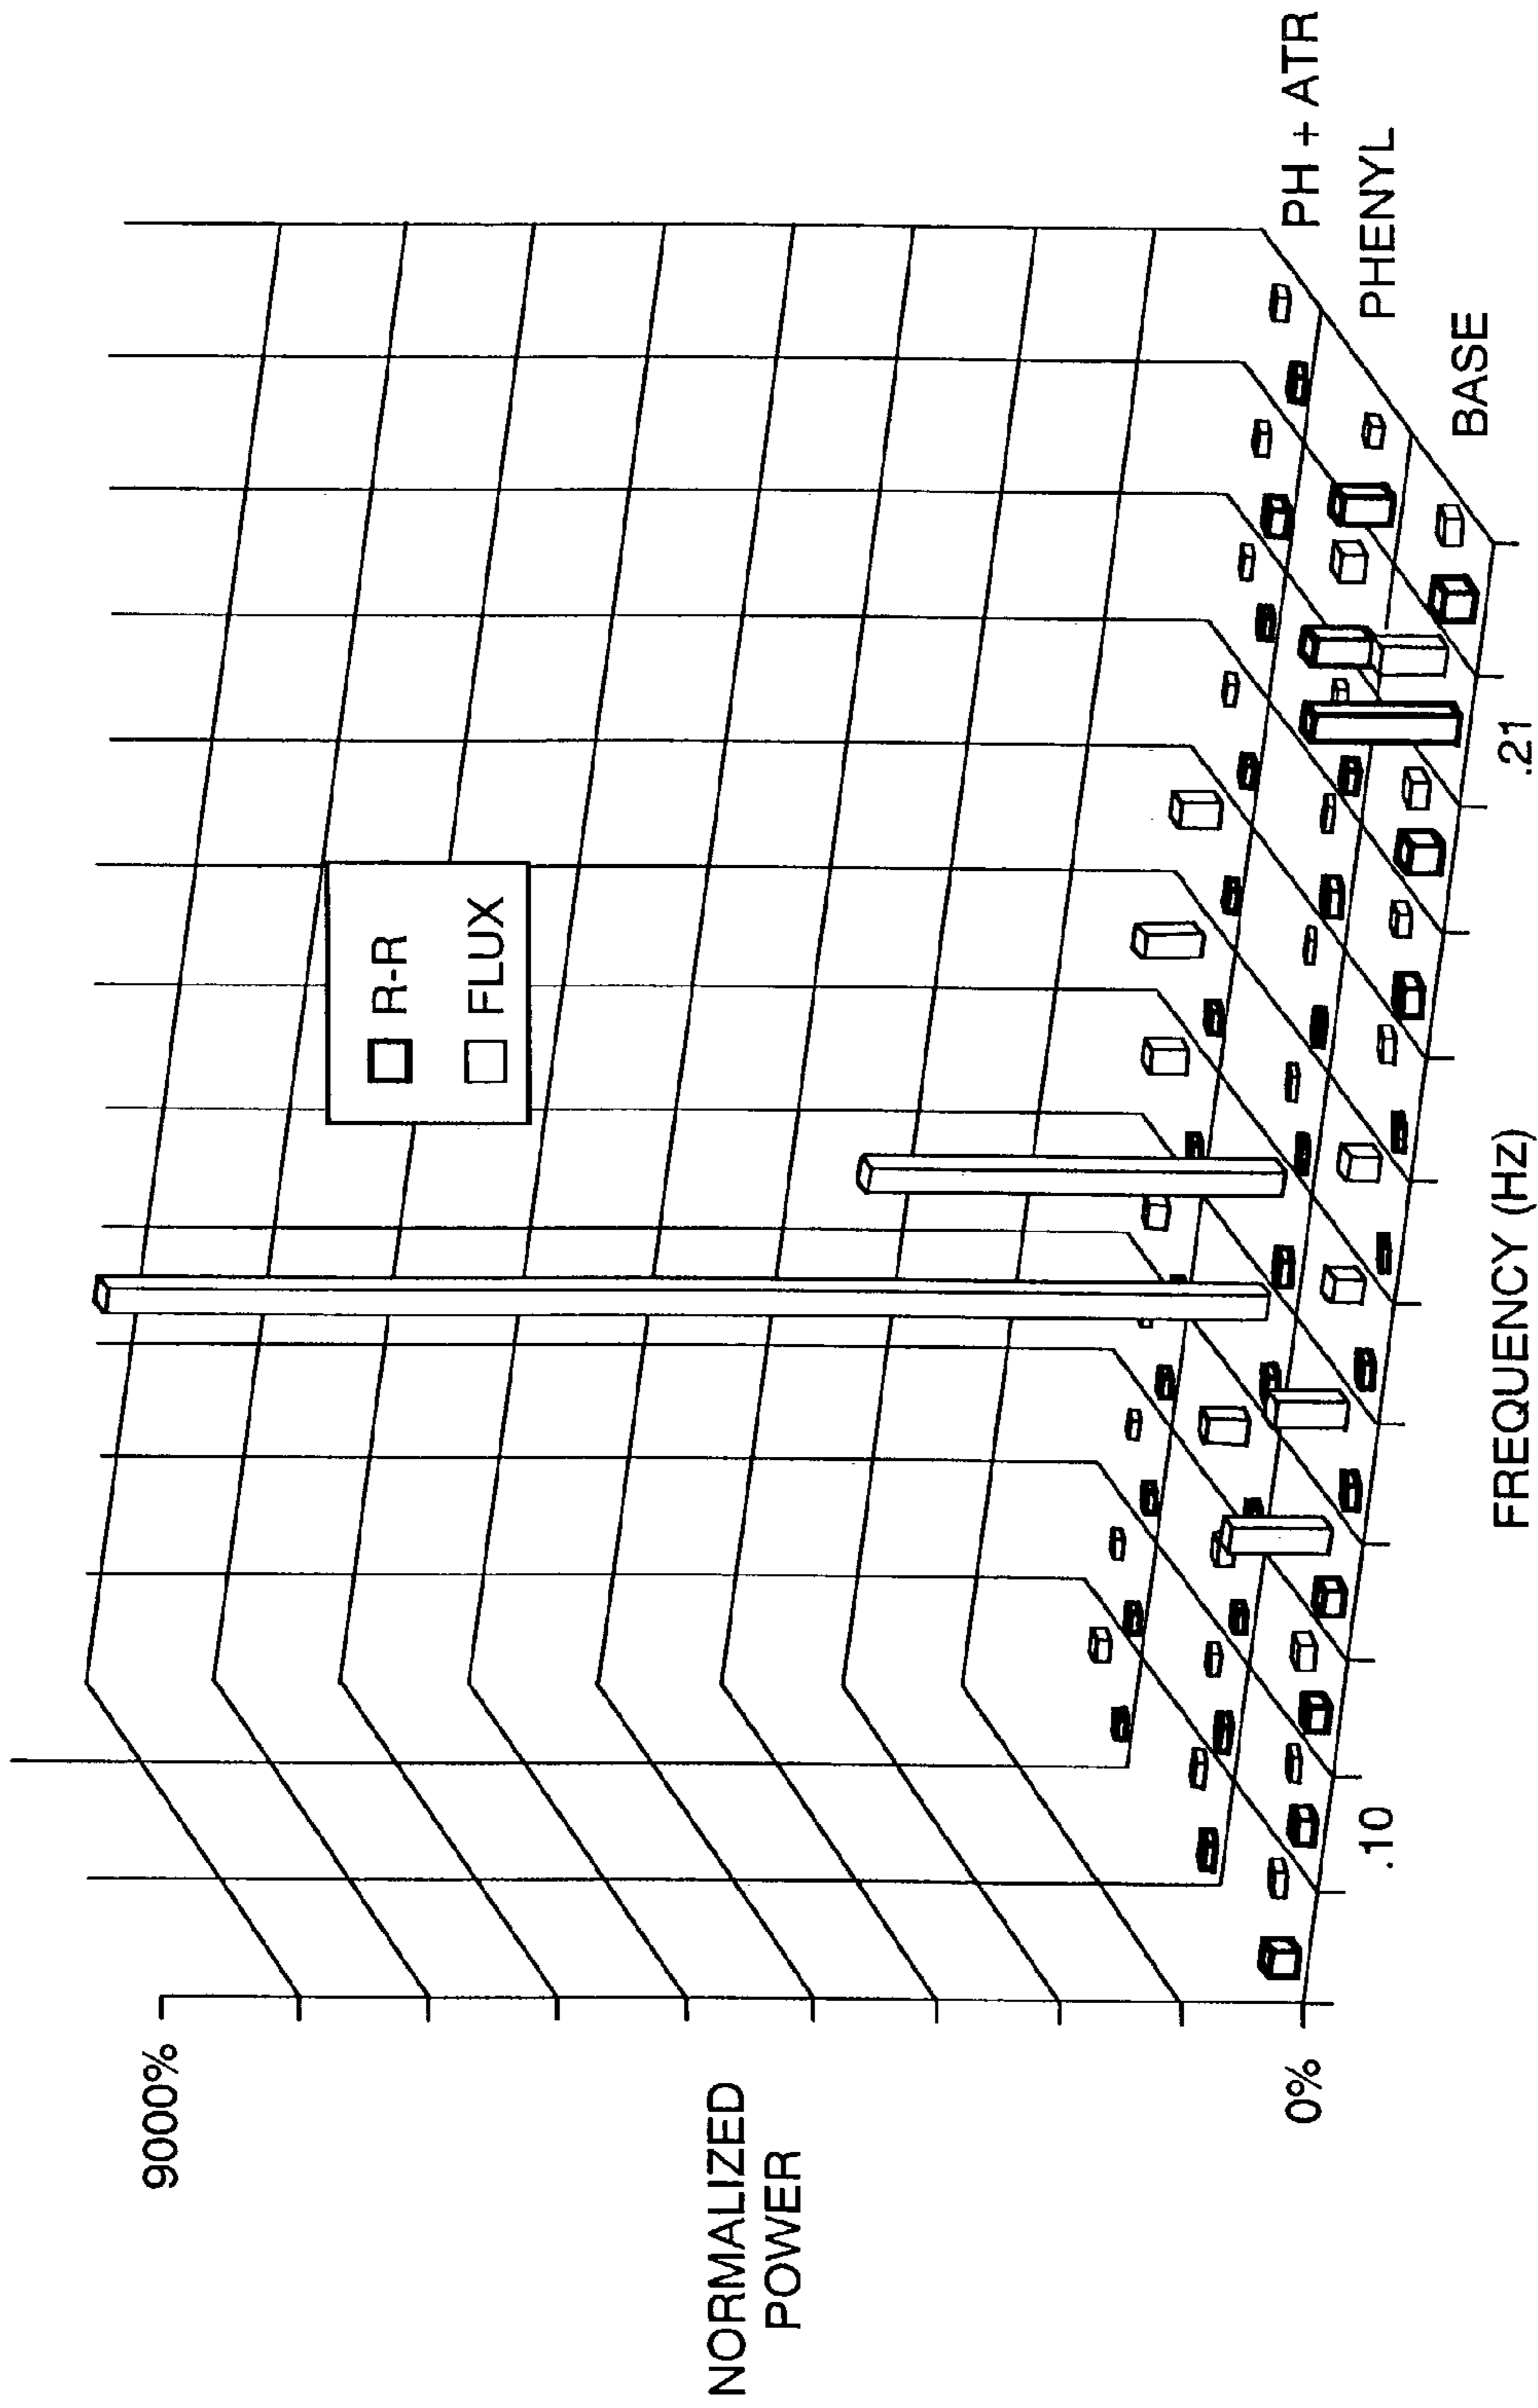 9000%
NORMALIZED
POWER
0%
R-R
FLUX
PH + ATR
PHENYL
BASE
.10
.21
FREQUENCY (HZ)